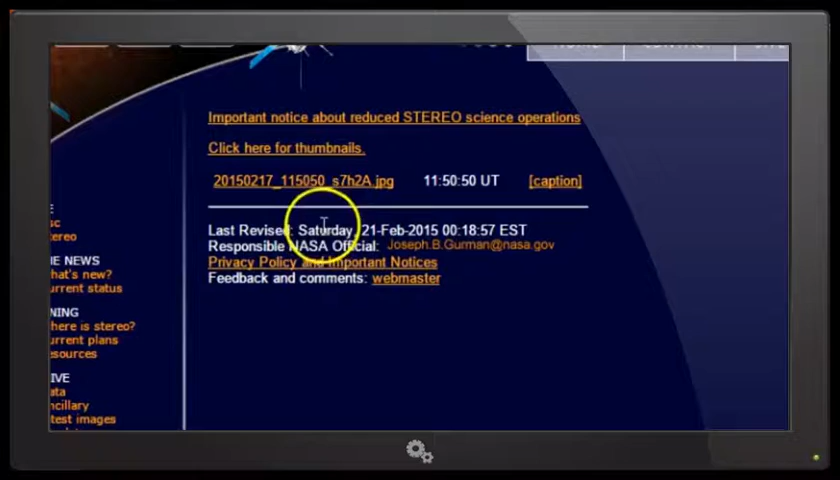 Important notice about reduced STEREO science operations
Click here for thumbnails.
20150217_115050_s7h2A.jpg 11:50:50 UT [caption]
Last Revised: Saturday, 21-Feb-2015 00:18:57 EST
Responsible NASA Official: Joseph.B.Gurman@nasa.gov
Privacy Policy and Important Notices
Feedback and comments: webmaster
tereo
NEWS
hat's new?
urrent status
NING
here is stereo?
urrent plans
esources
IVE
ata
ncillary
test images